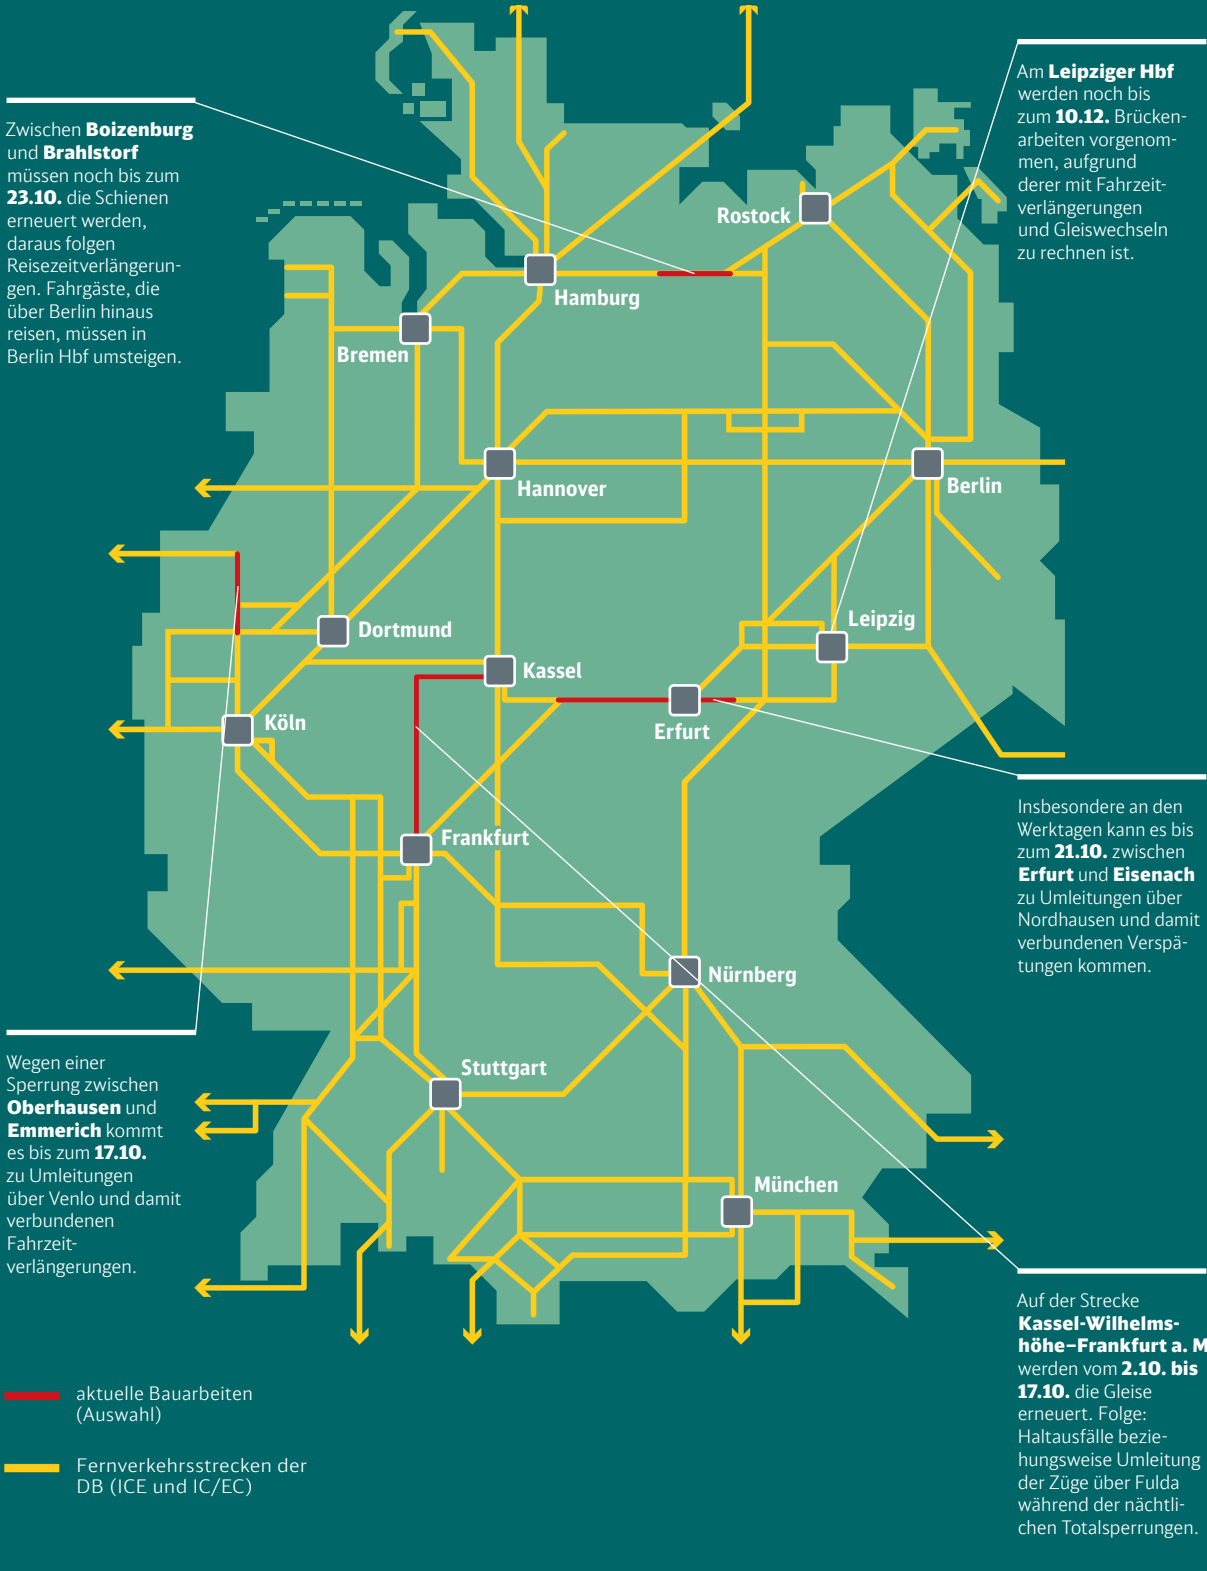 Zwischen Boizenburg
und Brahlstorf
müssen noch bis zum
23.10. die Schienen
erneuert werden,
daraus folgen
Reisezeitverlängerun-
gen. Fahrgäste, die
über Berlin hinaus
reisen, müssen in
Berlin Hbf umsteigen.
Am Leipziger Hbf
werden noch bis
zum 10.12. Brücken-
arbeiten vorgenom-
men, aufgrund
derer mit Fahrzeit-
verlängerungen
und Gleiswechseln
zu rechnen ist.
Rostock
Hamburg
Bremen
Hannover
Berlin
Leipzig
Dortmund
Kassel
Köln
Erfurt
Frankfurt
Nürnberg
Stuttgart
München
Insbesondere an den
Werktagen kann es bis
zum 21.10. zwischen
Erfurt und Eisenach
zu Umleitungen über
Nordhausen und damit
verbundenen Verspä-
tungen kommen.
Wegen einer
Sperrung zwischen
Oberhausen und
Emmerich kommt
es bis zum 17.10.
zu Umleitungen
über Venlo und damit
verbundenen
Fahrzeit-
verlängerungen.
Auf der Strecke
Kassel-Wilhelms-
höhe–Frankfurt a. M
werden vom 2.10. bis
17.10. die Gleise
erneuert. Folge:
Haltausfälle bezie-
hungsweise Umleitung
der Züge über Fulda
während der nächtli-
chen Totalsperrungen.
aktuelle Bauarbeiten
(Auswahl)
Fernverkehrsstrecken der
DB (ICE und IC/EC)